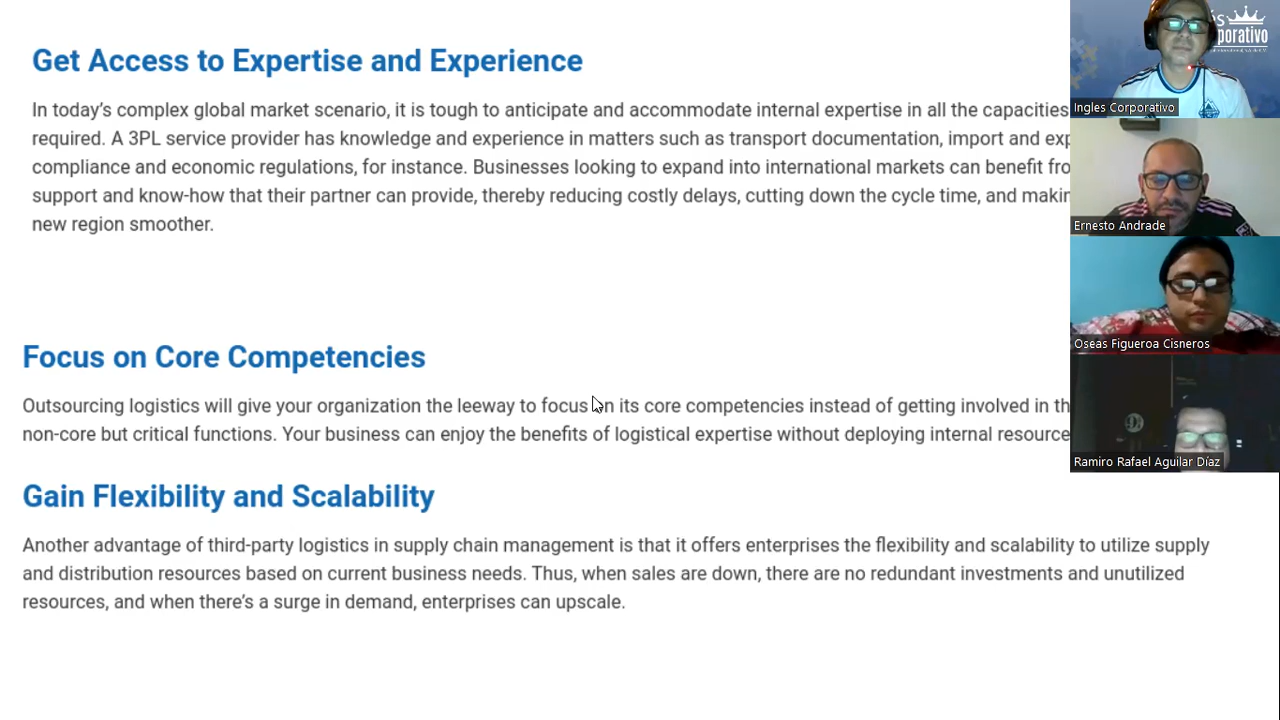 Get Access to Expertise and Experience
In today's complex global market scenario, it is tough to anticipate and accommodate internal expertise in all the capacities
required. A 3PL service provider has knowledge and experience in matters such as transport documentation, import and
compliance and economic regulations, for instance. Businesses looking to expand into international markets can benefit
support and know-how that their partner can provide, thereby reducing costly delays, cutting down the cycle time, and
new region smoother.
Focus on Core Competencies
Outsourcing logistics will give your organization the leeway to focus on its core competencies instead of getting involved in
non-core but critical functions. Your business can enjoy the benefits of logistical expertise without deploying internal
Gain Flexibility and Scalability
Another advantage of third-party logistics in supply chain management is that it offers enterprises the flexibility and scalability to utilize supply
and distribution resources based on current business needs. Thus, when sales are down, there are no redundant investments and unutilized
resources, and when there's a surge in demand, enterprises can upscale.
Ingles Corporativo
Ernesto Andrade
Oseas Figueroa Cisneros
Ramiro Rafael Aguilar Díaz